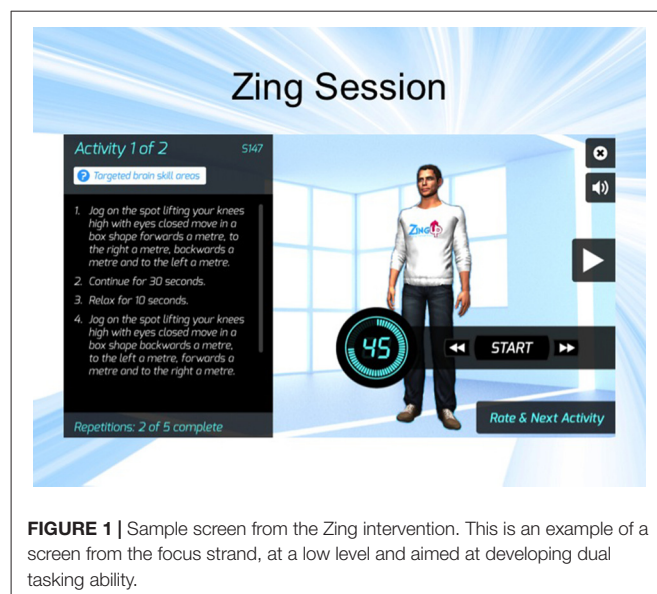 Zing Session
Activity 1 of 2
S147
? Targeted brain skill areas
1. Jog on the spot lifting your knees
high with eyes closed move in a
box shape forwards a metre, to
the right a metre, backwards a
metre and to the left a metre.
2. Continue for 30 seconds.
3. Relax for 10 seconds.
4. Jog on the spot lifting your knees
high with eyes closed move in a
box shape backwards a metre,
to the left a metre, forwards a
metre and to the right a metre.
Repetitions: 2 of 5 complete
ZINGUP
45
START
Rate & Next Activity
FIGURE 1 | Sample screen from the Zing intervention. This is an example of a
screen from the focus strand, at a low level and aimed at developing dual
tasking ability.